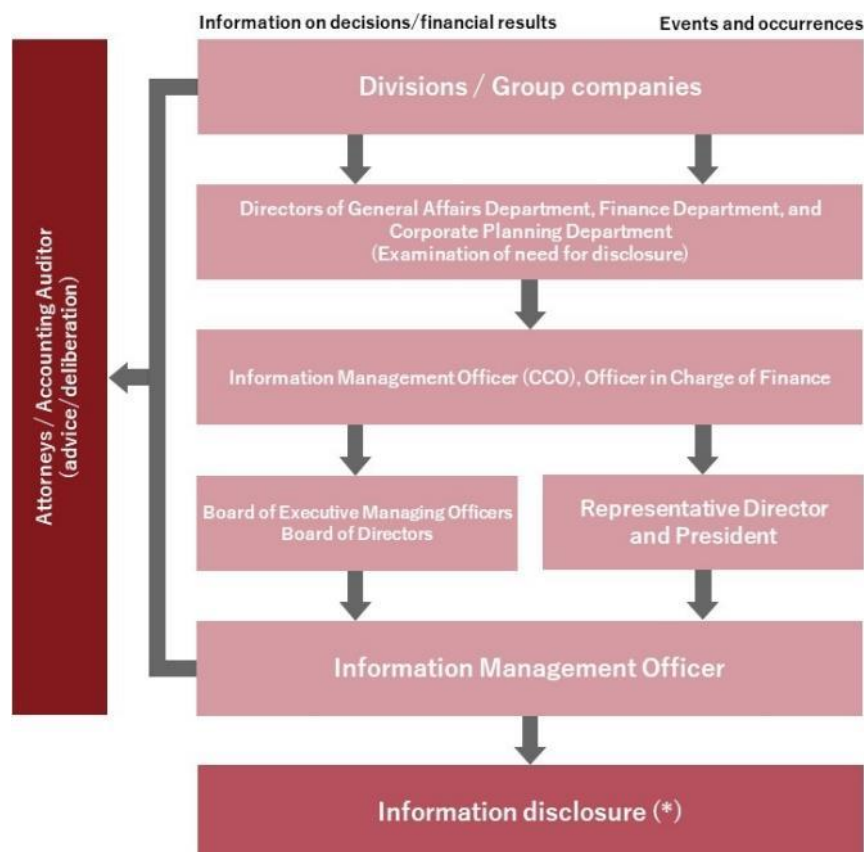 Information on decisions/financial results
Events and occurrences
Divisions / Group companies
Directors of General Affairs Department, Finance Department, and
Corporate Planning Department
(Examination of need for disclosure)
Information Management Officer (CCO), Officer in Charge of Finance
Attorneys / Accounting Auditor
(advice/deliberation)
Board of Executive Managing Officers
Board of Directors
Representative Director
and President
Information Management Officer
Information disclosure (*)